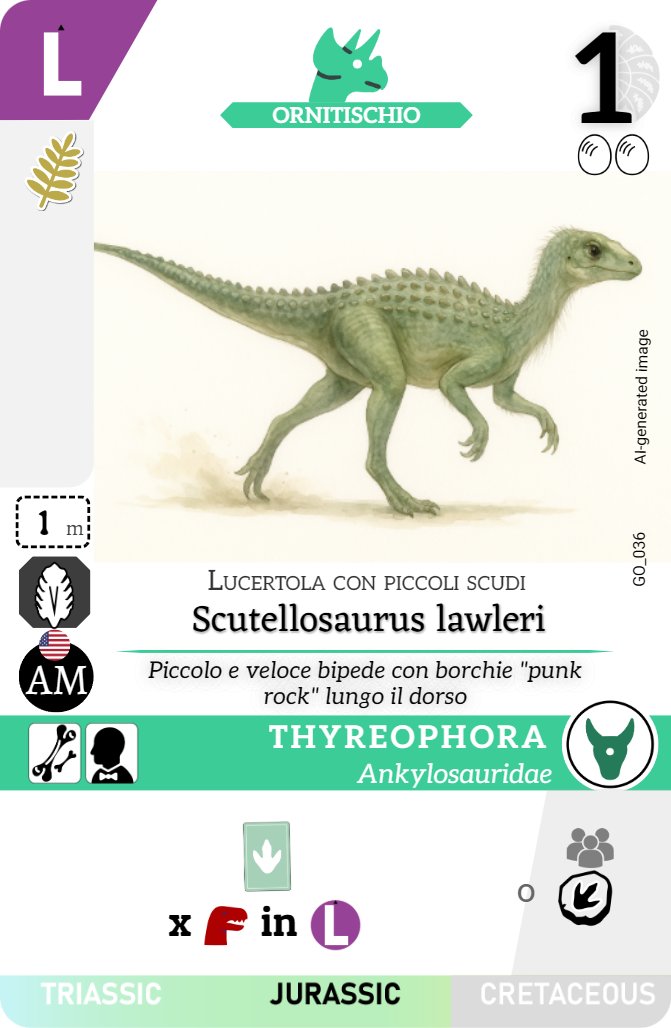 L
ORNITISCHIO
1
AI-generated image
GO_036
1 m
AM
Lucertola con piccoli scudi
Scutellosaurus lawleri
Piccolo e veloce bipede con borchie "punk
rock" lungo il dorso
THYREOPHORA
Ankylosauridae
x in L
o
TRIASSIC JURASSIC CRETACEOUS